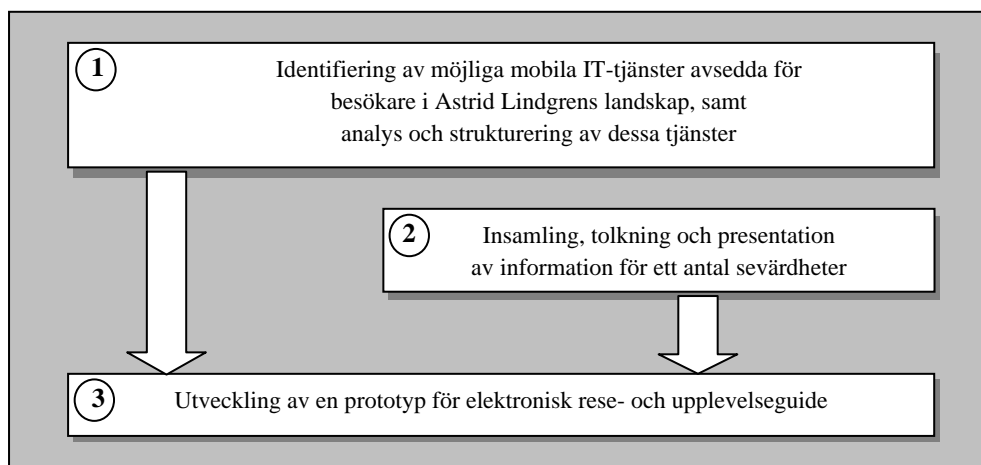 1
Identifiering av möjliga mobila IT-tjänster avsedda för
besökare i Astrid Lindgrens landskap, samt
analys och strukturering av dessa tjänster
2
Insamling, tolkning och presentation
av information för ett antal sevärdheter
3
Utveckling av en prototyp för elektronisk rese- och upplevelseguide